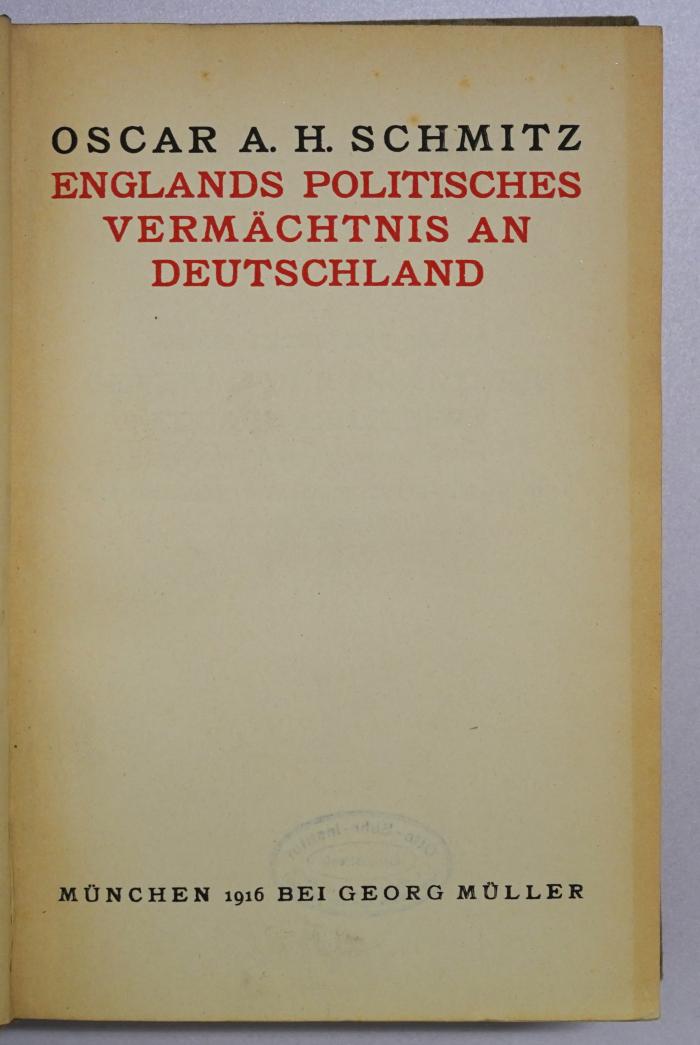 OSCAR A. H. SCHMITZ
ENGLANDS POLITISCHES
VERMÄCHTNIS AN
DEUTSCHLAND
MÜNCHEN 1916 BEI GEORG MÜLLER